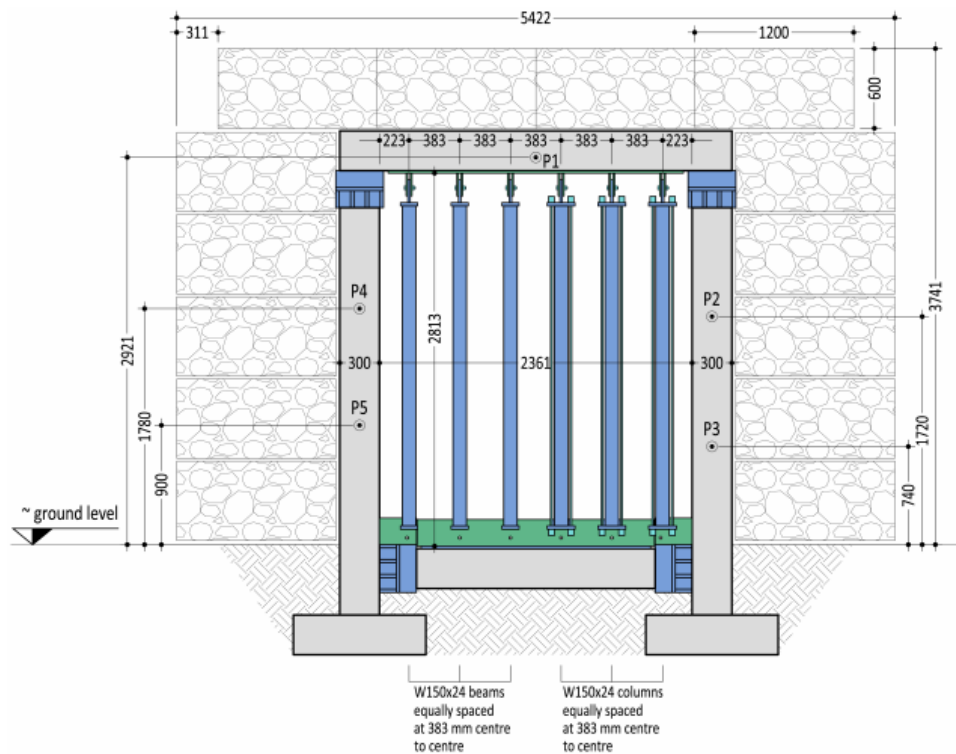 5422
311
1200
600
223 383 383 383 383 383 223
P1
P4
P2
3741
2921
2813
300
2361
300
P5
P3
1780
1720
900
740
~ ground level
W150x24 beams
equally spaced
at 383 mm centre
to centre
W150x24 columns
equally spaced
at 383 mm centre
to centre